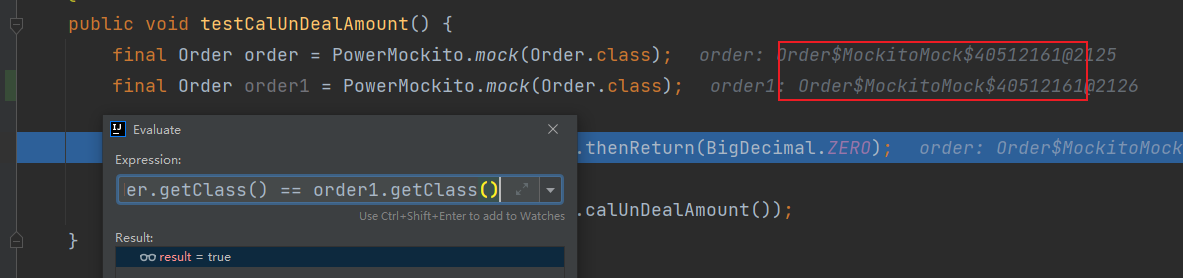 public void testCalUnDealAmount() {
final Order order = PowerMockito.mock(Order.class); order: Order$MockitoMock$40512161@2125
final Order order1 = PowerMockito.mock(Order.class); order1: Order$MockitoMock$40512161@2126
Evaluate
.thenReturn(BigDecimal.ZERO); order: Order$MockitoMock
Expression:
er.getClass() == order1.getClass()
.calUnDealAmount());
Use Ctrl+Shift+Enter to add to Watches
}
Result:
result = true